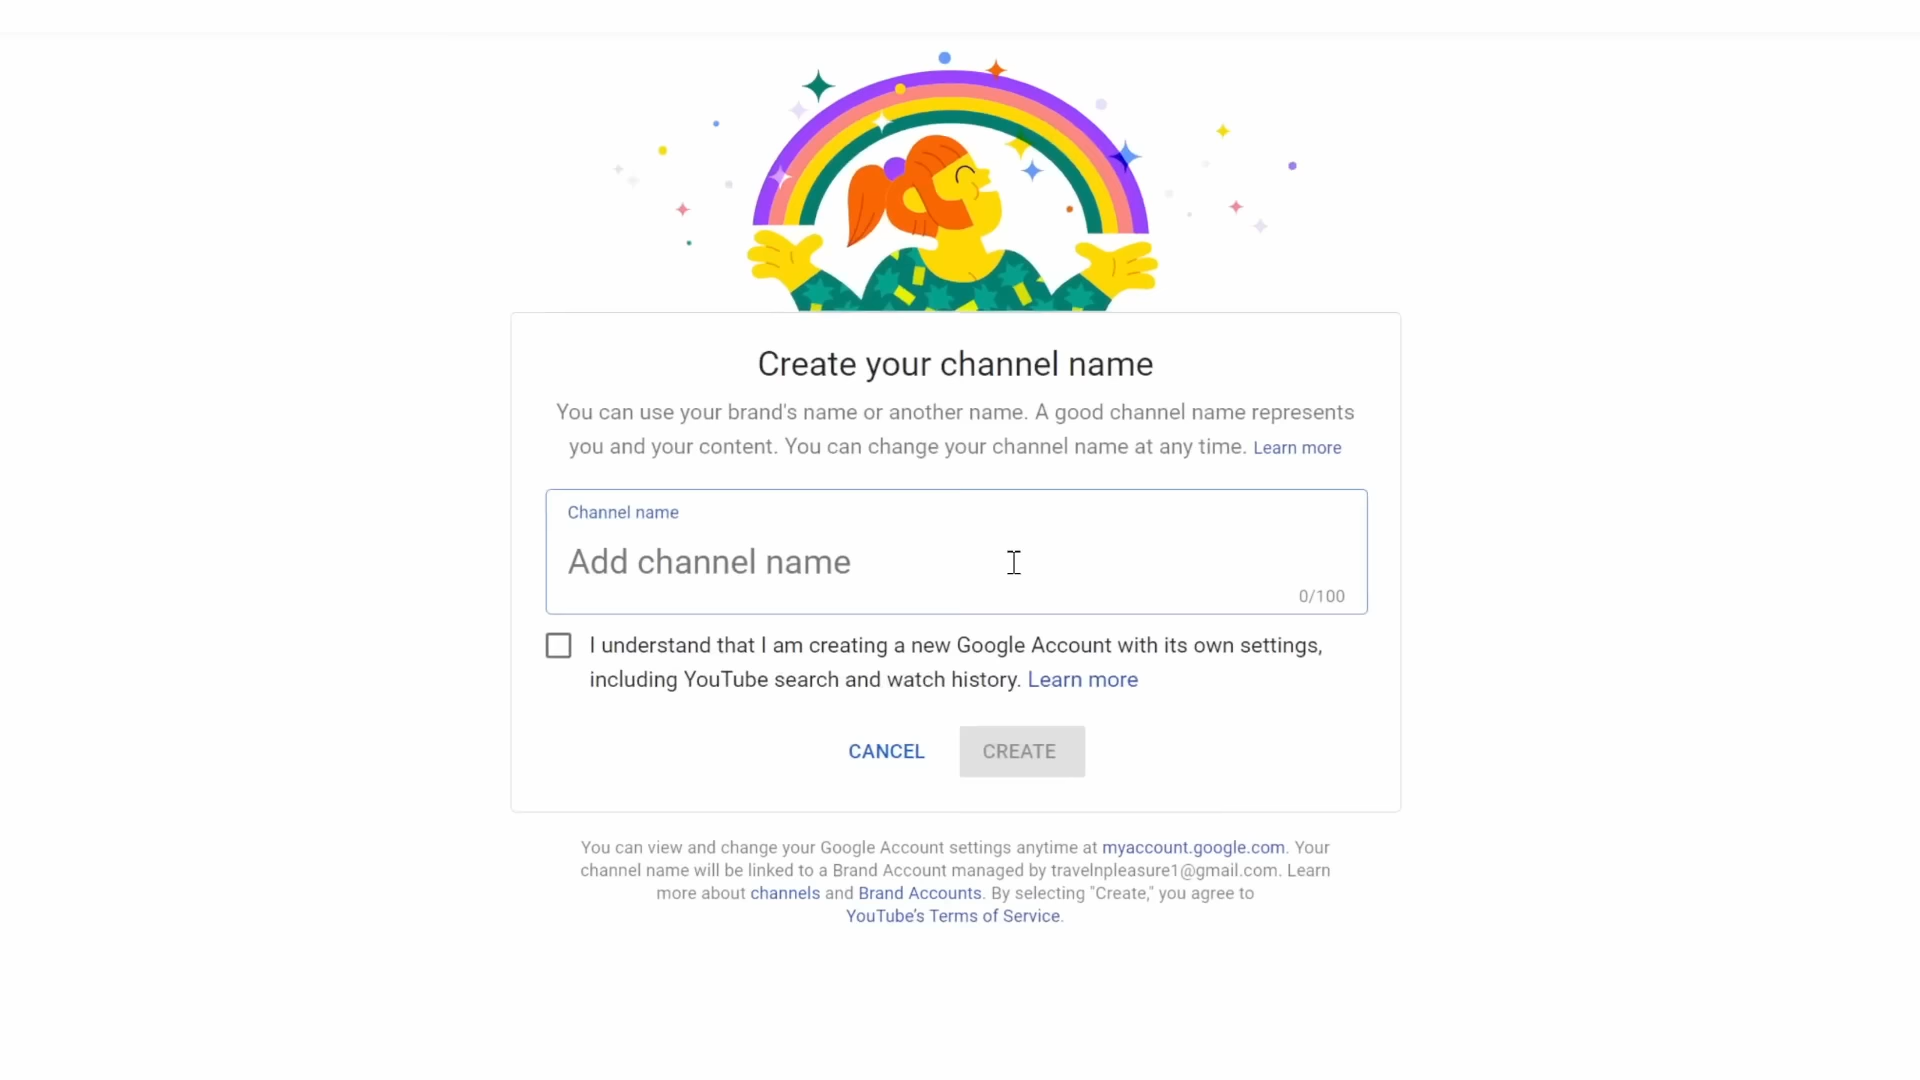 Create your channel name
You can use your brand's name or another name. A good channel name represents
you and your content. You can change your channel name at any time. Learn more
Channel name
Add channel name
0/100
I understand that I am creating a new Google Account with its own settings,
including YouTube search and watch history. Learn more
CANCEL CREATE
You can view and change your Google Account settings anytime at myaccount.google.com. Your
channel name will be linked to a Brand Account managed by travelnpleasure1@gmail.com. Learn
more about channels and Brand Accounts. By selecting "Create," you agree to
YouTube’s Terms of Service.